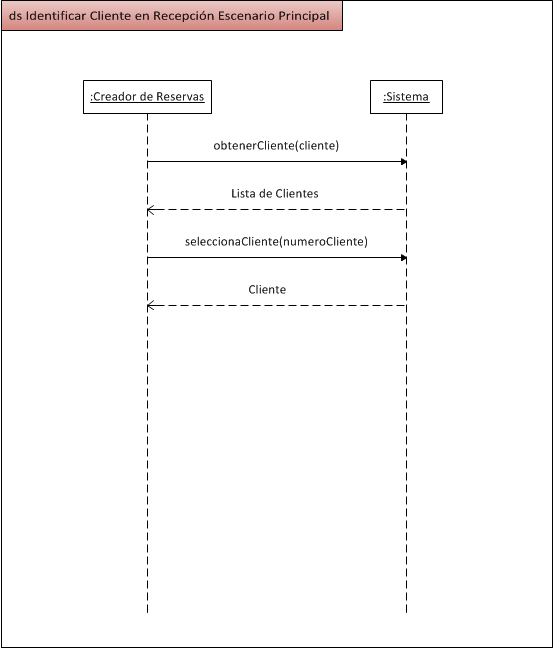 ds Identificar Cliente en Recepción Escenario Principal
:Creador de Reservas
:Sistema
obtenerCliente(cliente)
Lista de Clientes
seleccionaCliente(numeroCliente)
Cliente